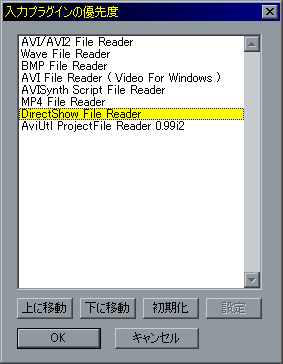 入力プラグインの優先度
AVI/AVI2 File Reader
Wave File Reader
BMP File Reader
AVI File Reader ( Video For Windows )
AVISynth Script File Reader
MP4 File Reader
DirectShow File Reader
AviUtl ProjectFile Reader 0.99i2
上に移動 下に移動 初期化 設定
OK キャンセル